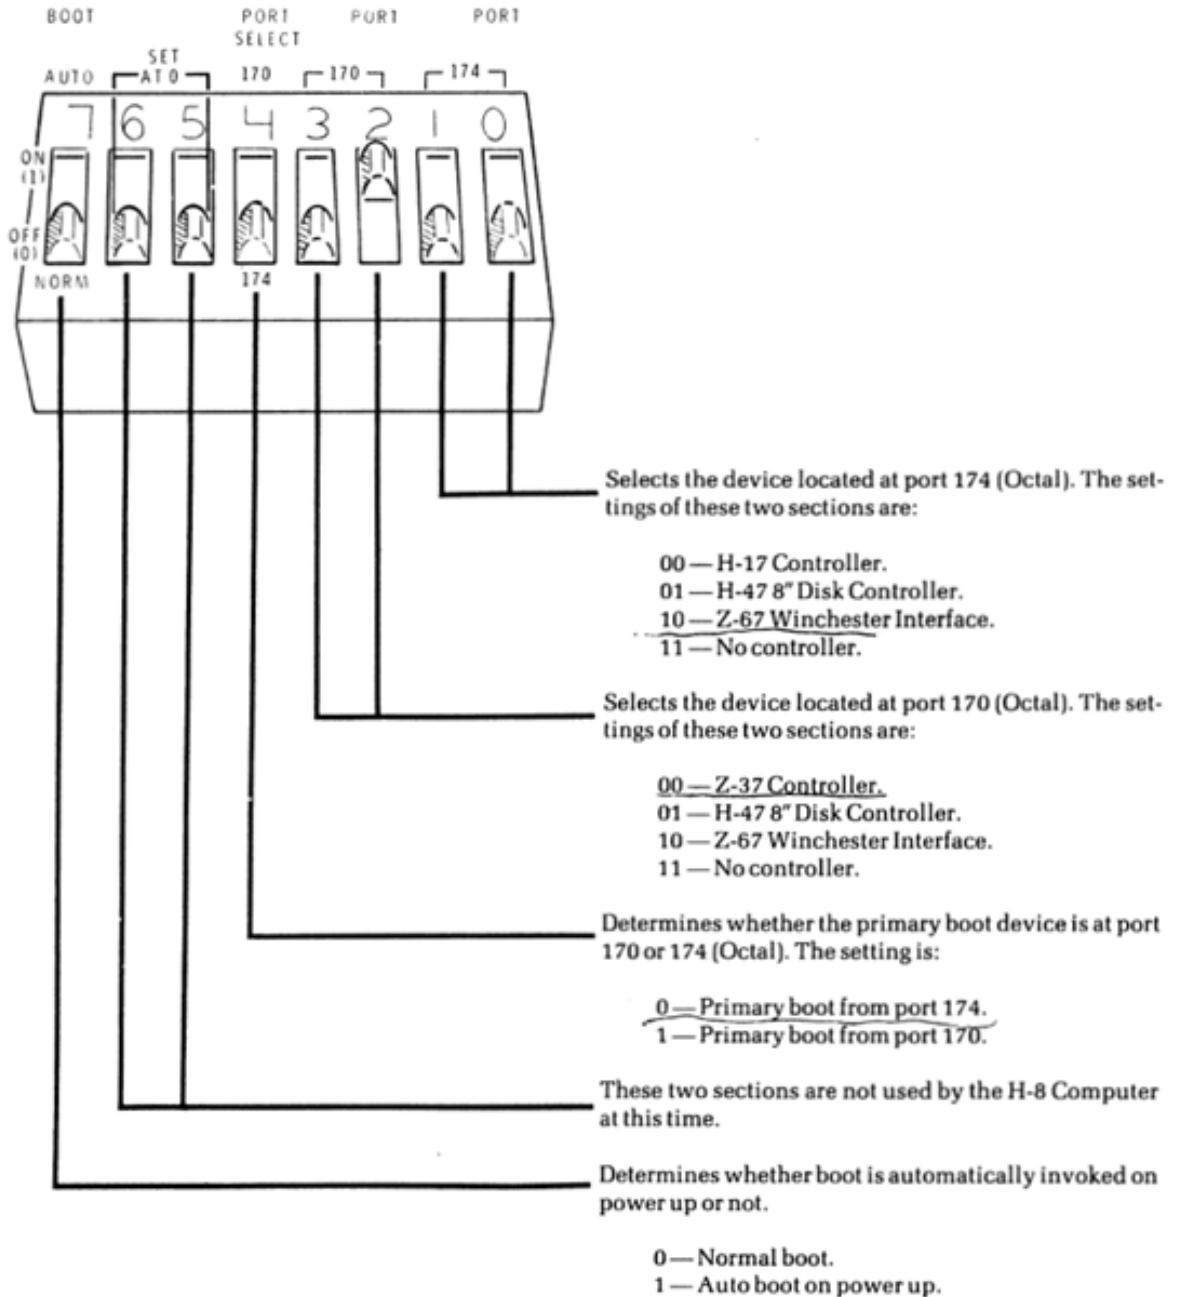 BOOT PORT PORT PORT
SELECT
SET
AUTO AT 0 170 170 174
7 6 5 4 3 2 1 0
ON
(1)
OFF
(0)
NORM 174
Selects the device located at port 174 (Octal). The set-
tings of these two sections are:
00 — H-17 Controller.
01 — H-47 8" Disk Controller.
10 — Z-67 Winchester Interface.
11 — No controller.
Selects the device located at port 170 (Octal). The set-
tings of these two sections are:
00 — Z-37 Controller.
01 — H-47 8" Disk Controller.
10 — Z-67 Winchester Interface.
11 — No controller.
Determines whether the primary boot device is at port
170 or 174 (Octal). The setting is:
0 — Primary boot from port 174.
1 — Primary boot from port 170.
These two sections are not used by the H-8 Computer
at this time.
Determines whether boot is automatically invoked on
power up or not.
0 — Normal boot.
1 — Auto boot on power up.